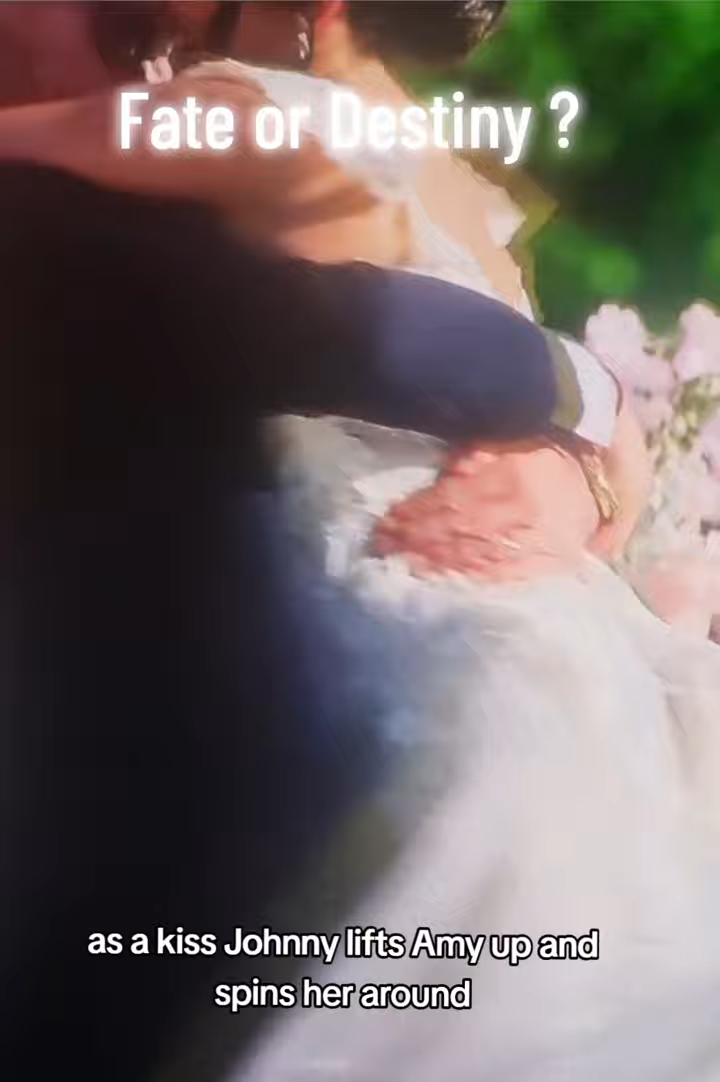 Fate or Destiny ?
as a kiss Johnny lifts Amy up and
spins her around